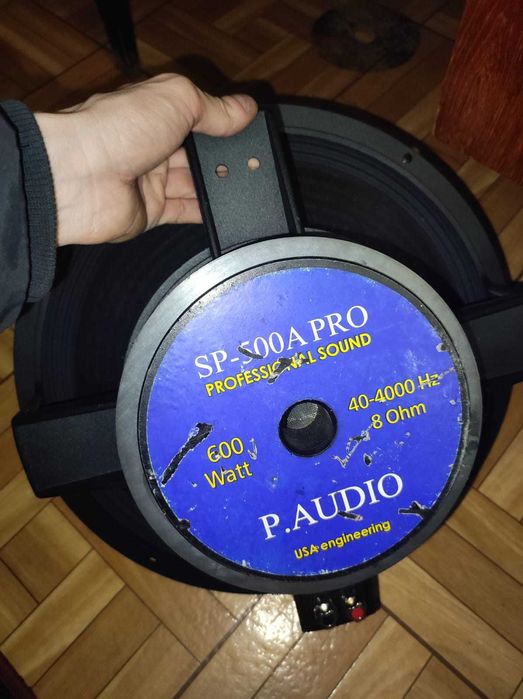 SP-500A PRO
PROFESSIONAL SOUND
600
Watt
40-4000 Hz
8 Ohm
P.AUDIO
USA engineering